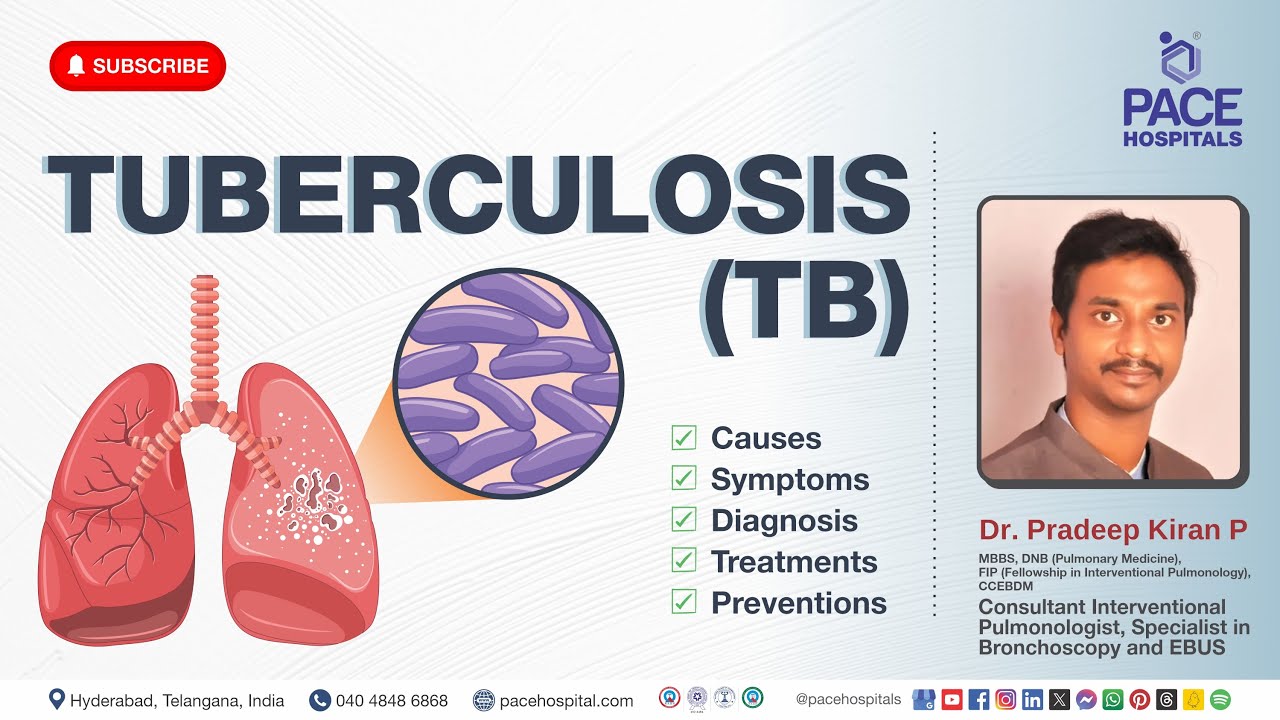 SUBSCRIBE
PACE
HOSPITALS
®
TUBERCULOSIS
(TB)
Causes
Symptoms
Diagnosis
Treatments
Preventions
Dr. Pradeep Kiran P
MBBS, DNB (Pulmonary Medicine),
FIP (Fellowship in Interventional Pulmonology),
CCEBDM
Consultant Interventional
Pulmonologist, Specialist in
Bronchoscopy and EBUS
Hyderabad, Telangana, India
040 4848 6868
pacehospital.com
@pacehospitals